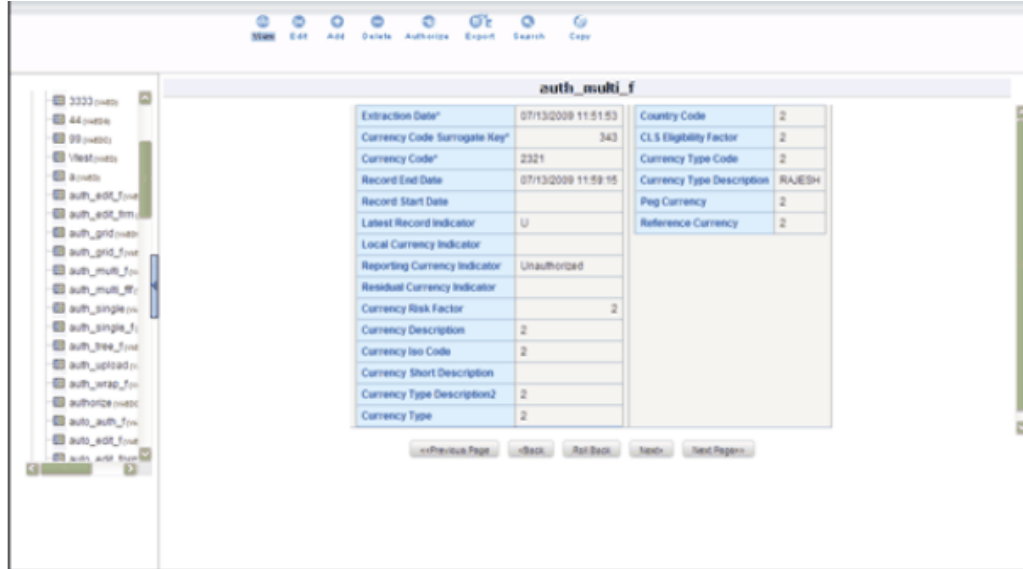 View Edit Add Delete Authorize Export Search Copy
auth_multi_f
3333
44
99
Vtest
a
auth_edit_f
auth_edit_frm
auth_grid
auth_grid_f
auth_multi_f
auth_multi_ff
auth_single
auth_single_f
auth_tree_f
auth_upload
auth_wrap_f
authorize
auto_auth_f
auto_edit_f
Extraction Date* 07/13/2009 11:51:53
Currency Code Surrogate Key* 343
Currency Code* 2321
Record End Date 07/13/2009 11:59:15
Record Start Date
Latest Record Indicator U
Local Currency Indicator
Reporting Currency Indicator Unauthorized
Residual Currency Indicator
Currency Risk Factor 2
Currency Description 2
Currency Iso Code 2
Currency Short Description
Currency Type Description2 2
Currency Type 2
Country Code 2
CLS Eligibility Factor 2
Currency Type Code 2
Currency Type Description RAJESH
Peg Currency 2
Reference Currency 2
<<Previous Page <Back Roll Back Next> Next Page>>